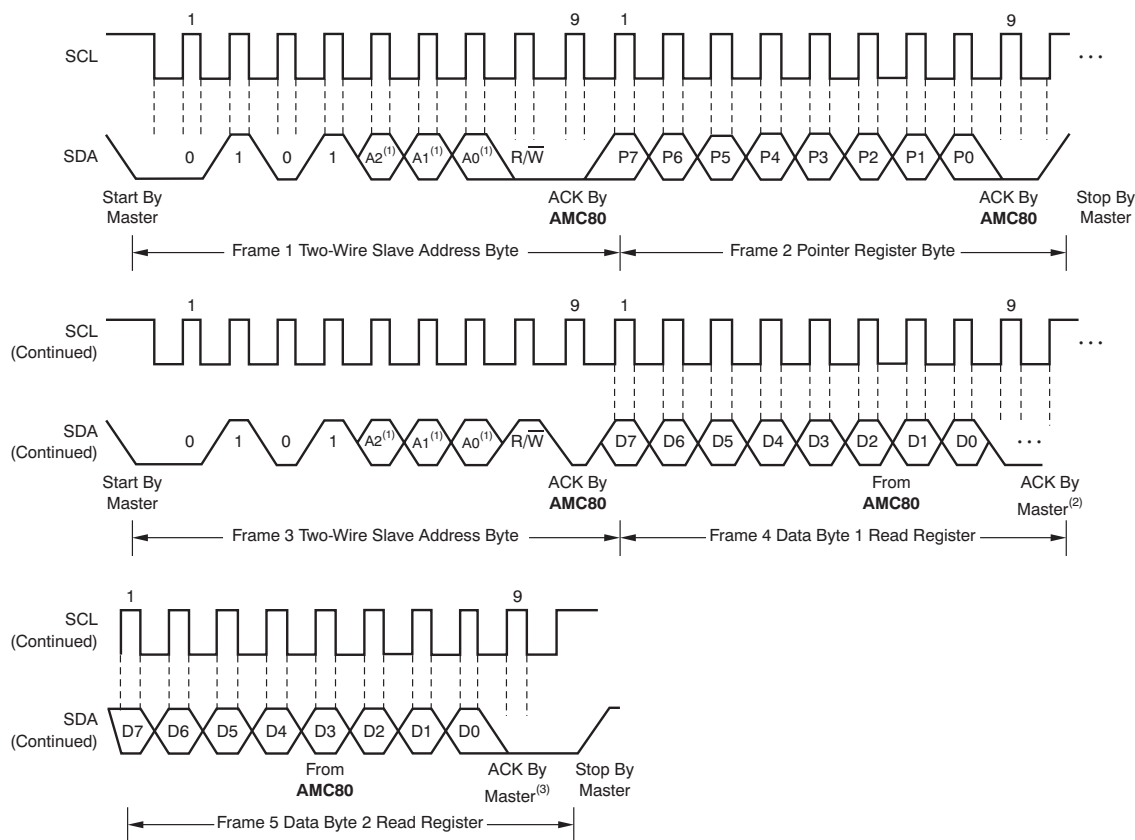 1 9 1 9
SCL ...
SDA 0 1 0 1 A2(1) A1(1) A0(1) R/W̅ P7 P6 P5 P4 P3 P2 P1 P0
Start By Master ACK By AMC80 ACK By AMC80 Stop By Master
Frame 1 Two-Wire Slave Address Byte Frame 2 Pointer Register Byte
1 9 1 9
SCL (Continued) ...
SDA (Continued) 0 1 0 1 A2(1) A1(1) A0(1) R/W̅ D7 D6 D5 D4 D3 D2 D1 D0 ...
Start By Master ACK By AMC80 From AMC80 ACK By Master(2)
Frame 3 Two-Wire Slave Address Byte Frame 4 Data Byte 1 Read Register
1 9
SCL (Continued)
SDA (Continued) D7 D6 D5 D4 D3 D2 D1 D0
From AMC80 ACK By Master(3) Stop By Master
Frame 5 Data Byte 2 Read Register